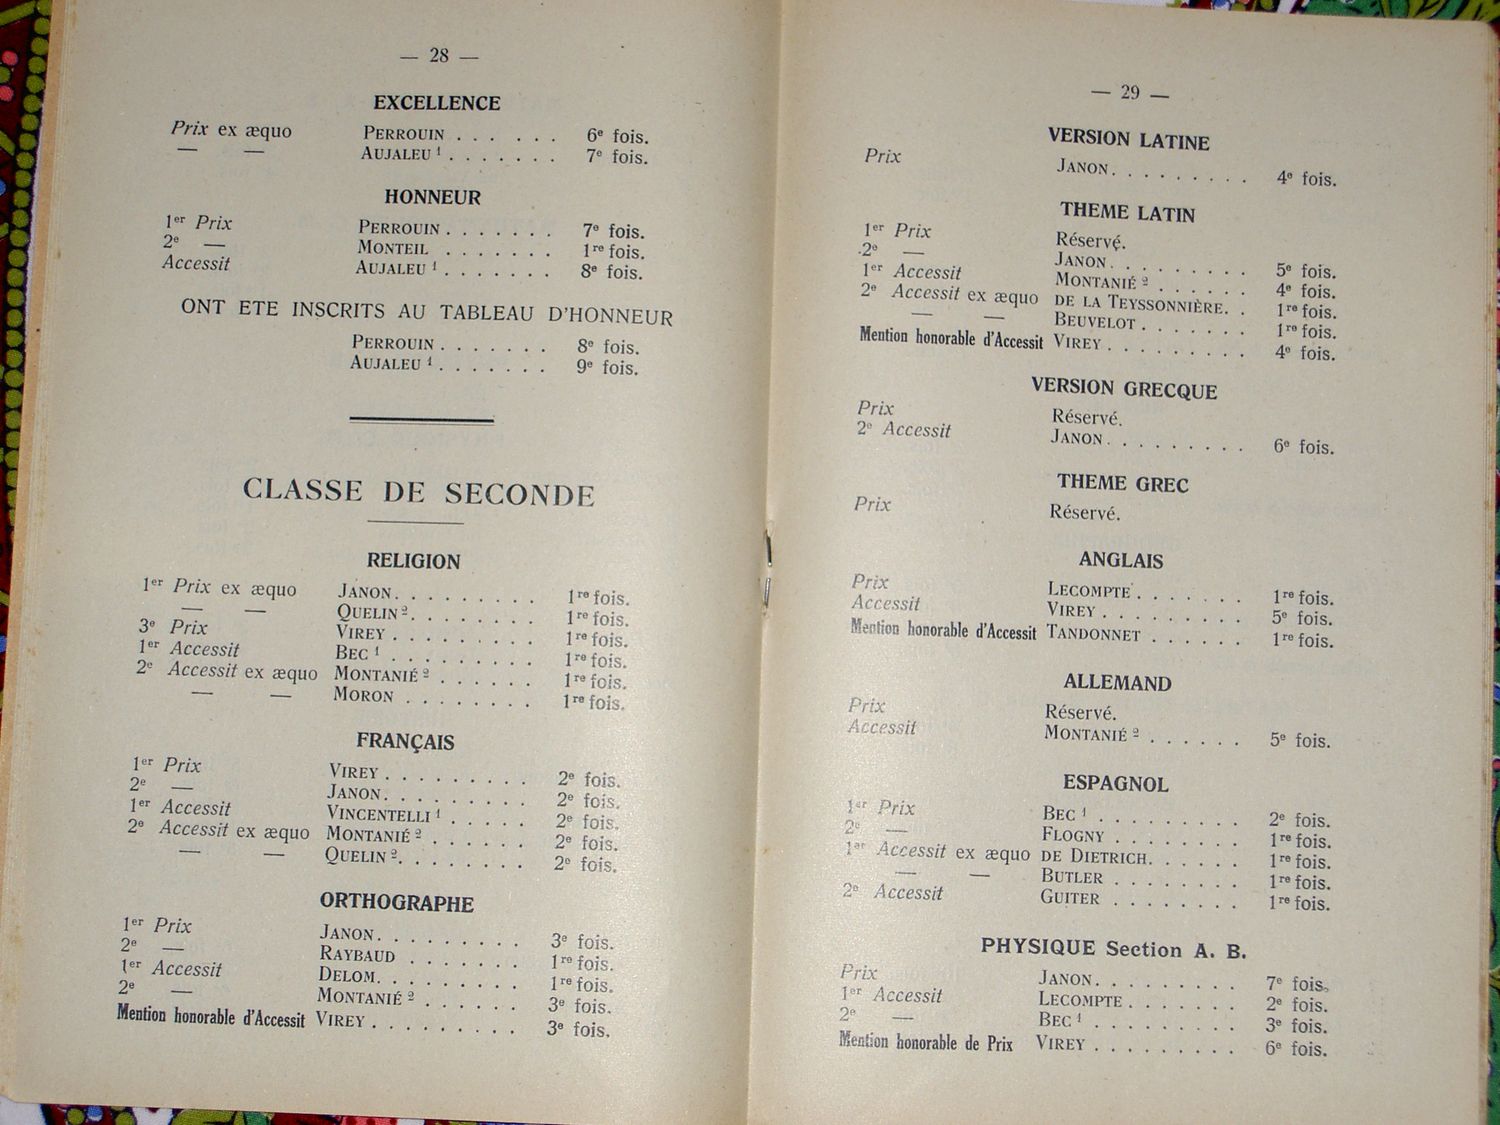 — 28 —
EXCELLENCE
Prix ex æquo PERROUIN . . . . . . 6e fois.
— — AUJALEU 1 . . . . . . . 7e fois.
HONNEUR
1er Prix PERROUIN . . . . . . . 7e fois.
2e — MONTEIL . . . . . . . 1re fois.
Accessit AUJALEU 1 . . . . . . . 8e fois.
ONT ETE INSCRITS AU TABLEAU D'HONNEUR
PERROUIN . . . . . . . 8e fois.
AUJALEU 1 . . . . . . . 9e fois.
CLASSE DE SECONDE
RELIGION
1er Prix ex æquo JANON. . . . . . . . . 1re fois.
— — QUELIN 2. . . . . . . . 1re fois.
3e Prix VIREY . . . . . . . . . 1re fois.
1er Accessit BEC 1 . . . . . . . . . 1re fois.
2e Accessit ex æquo MONTANIÉ 2 . . . . . . 1re fois.
— — MORON . . . . . . . . 1re fois.
FRANÇAIS
1er Prix VIREY . . . . . . . . . 2e fois.
2e — JANON. . . . . . . . . 2e fois.
1er Accessit VINCENTELLI 1 . . . . . 2e fois.
2e Accessit ex æquo MONTANIÉ 2 . . . . . . 2e fois.
— — QUELIN 2. . . . . . . . 2e fois.
ORTHOGRAPHE
1er Prix JANON. . . . . . . . . 3e fois.
2e — RAYBAUD . . . . . . . 1re fois.
1er Accessit DELOM. . . . . . . . . 1re fois.
2e — MONTANIÉ 2 . . . . . . 3e fois.
Mention honorable d'Accessit VIREY . . . . . . . . . 3e fois.
— 29 —
VERSION LATINE
Prix JANON. . . . . . . . . 4e fois.
THEME LATIN
1er Prix Réservé.
2e — JANON. . . . . . . . . 5e fois.
1er Accessit MONTANIÉ 2 . . . . . . 4e fois.
2e Accessit ex æquo DE LA TEYSSONNIÈRE. . 1re fois.
— — BEUVELOT . . . . . . . 1re fois.
Mention honorable d'Accessit VIREY . . . . . . . . . 4e fois.
VERSION GRECQUE
Prix Réservé.
2e Accessit JANON. . . . . . . . . 6e fois.
THEME GREC
Prix Réservé.
ANGLAIS
Prix LECOMPTE . . . . . . . 1re fois.
Accessit VIREY . . . . . . . . . 5e fois.
Mention honorable d'Accessit TANDONNET . . . . . . 1re fois.
ALLEMAND
Prix Réservé.
Accessit MONTANIÉ 2 . . . . . . 5e fois.
ESPAGNOL
1er Prix BEC 1 . . . . . . . . . 2e fois.
2e — FLOGNY . . . . . . . . 1re fois.
1er Accessit ex æquo DE DIETRICH. . . . . . 1re fois.
— — BUTLER . . . . . . . . 1re fois.
2e Accessit GUITER . . . . . . . . 1re fois.
PHYSIQUE Section A. B.
Prix JANON. . . . . . . . . 7e fois.
1er Accessit LECOMPTE . . . . . . . 2e fois.
2e — BEC 1 . . . . . . . . . 3e fois.
Mention honorable de Prix VIREY . . . . . . . . . 6e fois.